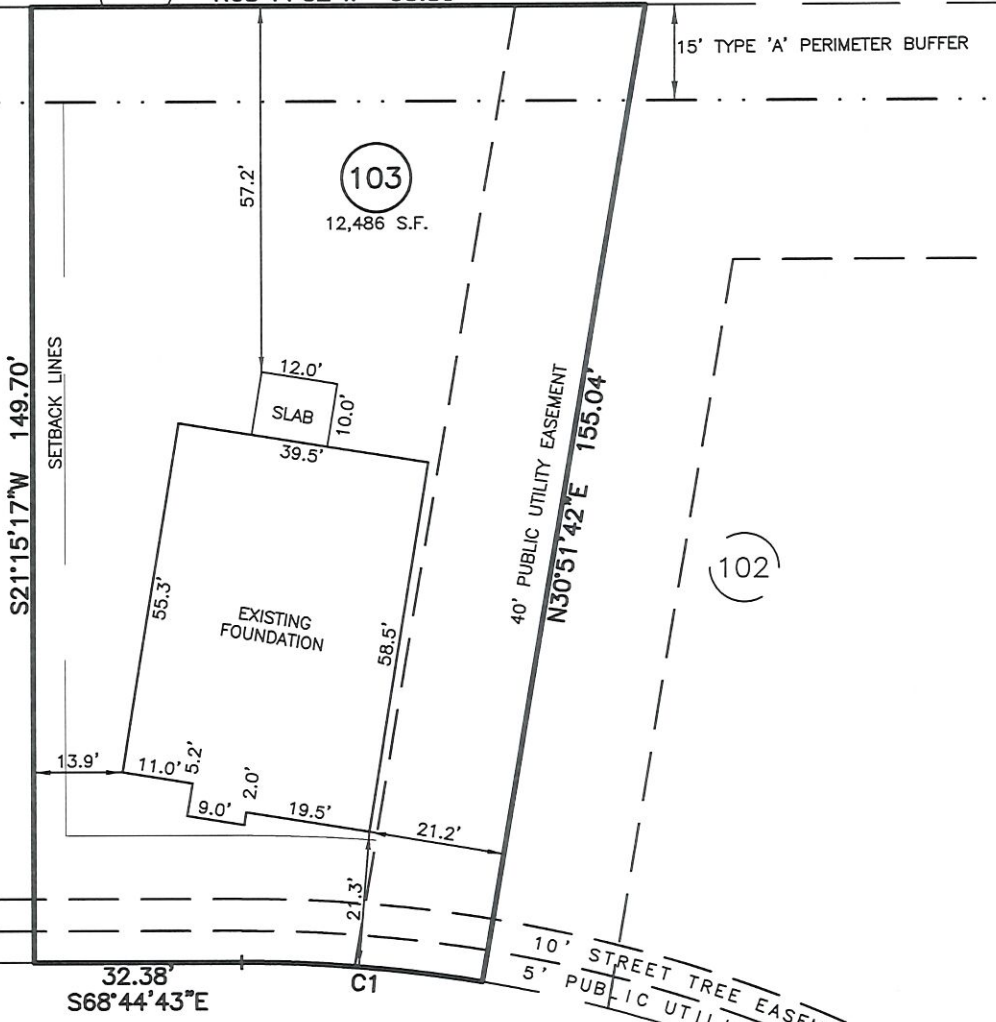 15' TYPE 'A' PERIMETER BUFFER
57.2'
103
12,486 S.F.
SETBACK LINES
S21°15'17"W 149.70'
12.0'
SLAB
10.0'
39.5'
40' PUBLIC UTILITY EASEMENT
N30°51'42"E 155.04'
102
55.3'
EXISTING
FOUNDATION
58.5'
13.9'
11.0'
5.2'
9.0'
2.0'
19.5'
21.2'
21.3'
32.38'
S68°44'43"E
C1
10' STREET TREE
5' PUBLIC